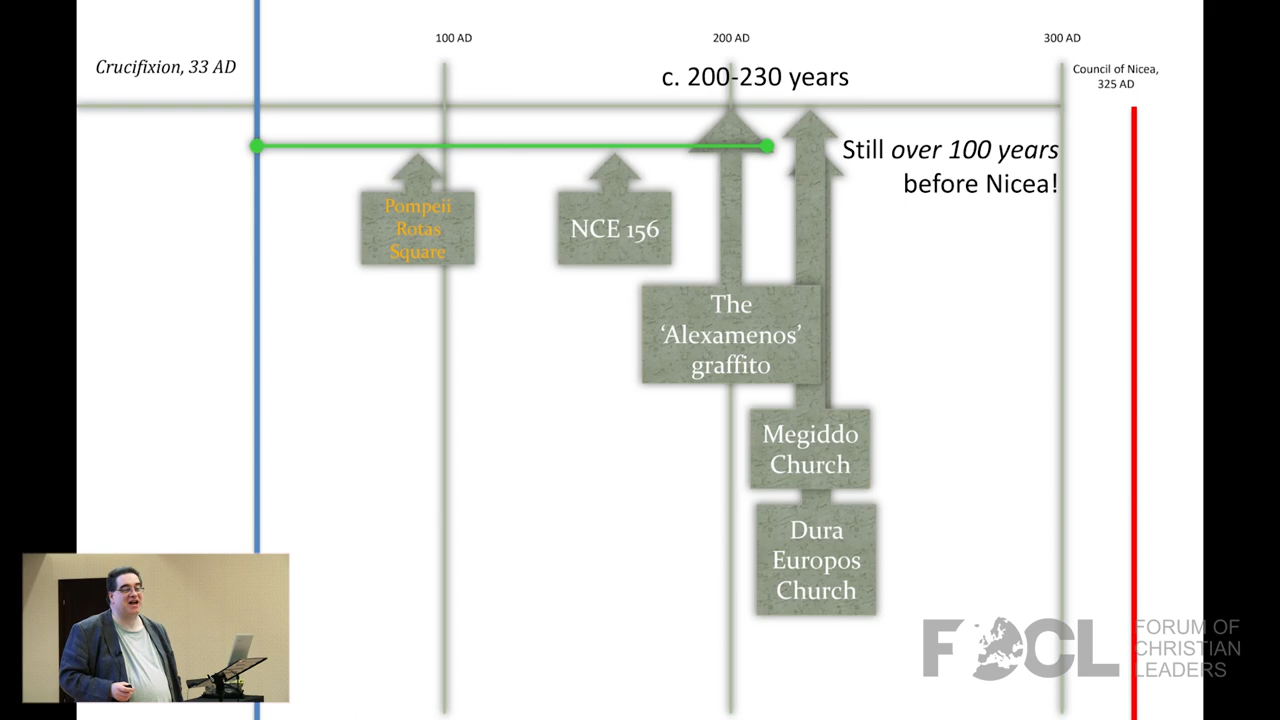 100 AD
200 AD
300 AD
Crucifixion, 33 AD
c. 200-230 years
Council of Nicea,
325 AD
Still over 100 years
before Nicea!
Pompeii
Rotas
Square
NCE 156
The
‘Alexamenos’
graffito
Megiddo
Church
Dura
Europos
Church
FOCL
FORUM OF
CHRISTIAN
LEADERS